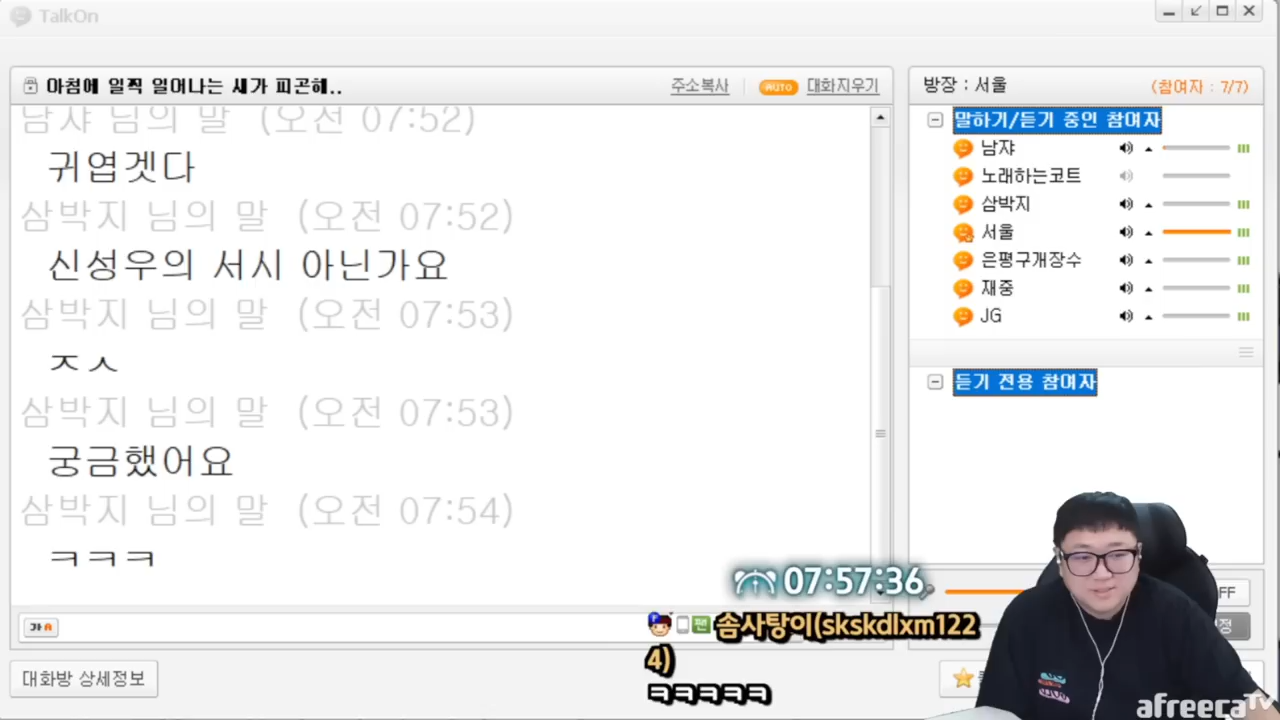 TalkOn
아침에 일찍 일어나는 새가 피곤해..
주소복사
AUTO 대화지우기
남쟈 님의 말 (오전 07:52)
귀엽겟다
삼박지 님의 말 (오전 07:52)
신성우의 서시 아닌가요
삼박지 님의 말 (오전 07:53)
ㅈㅅ
삼박지 님의 말 (오전 07:53)
궁금했어요
삼박지 님의 말 (오전 07:54)
ㅋㅋㅋ
가
대화방 상세정보
방장 : 서울
(참여자 : 7/7)
말하기/듣기 중인 참여자
남쟈
노래하는코트
삼박지
서울
은평구개장수
재중
JG
듣기 전용 참여자
07:57:36
팬 솜사탕이(skskdlxm122
4)
ㅋㅋㅋㅋㅋ
afreecaTV